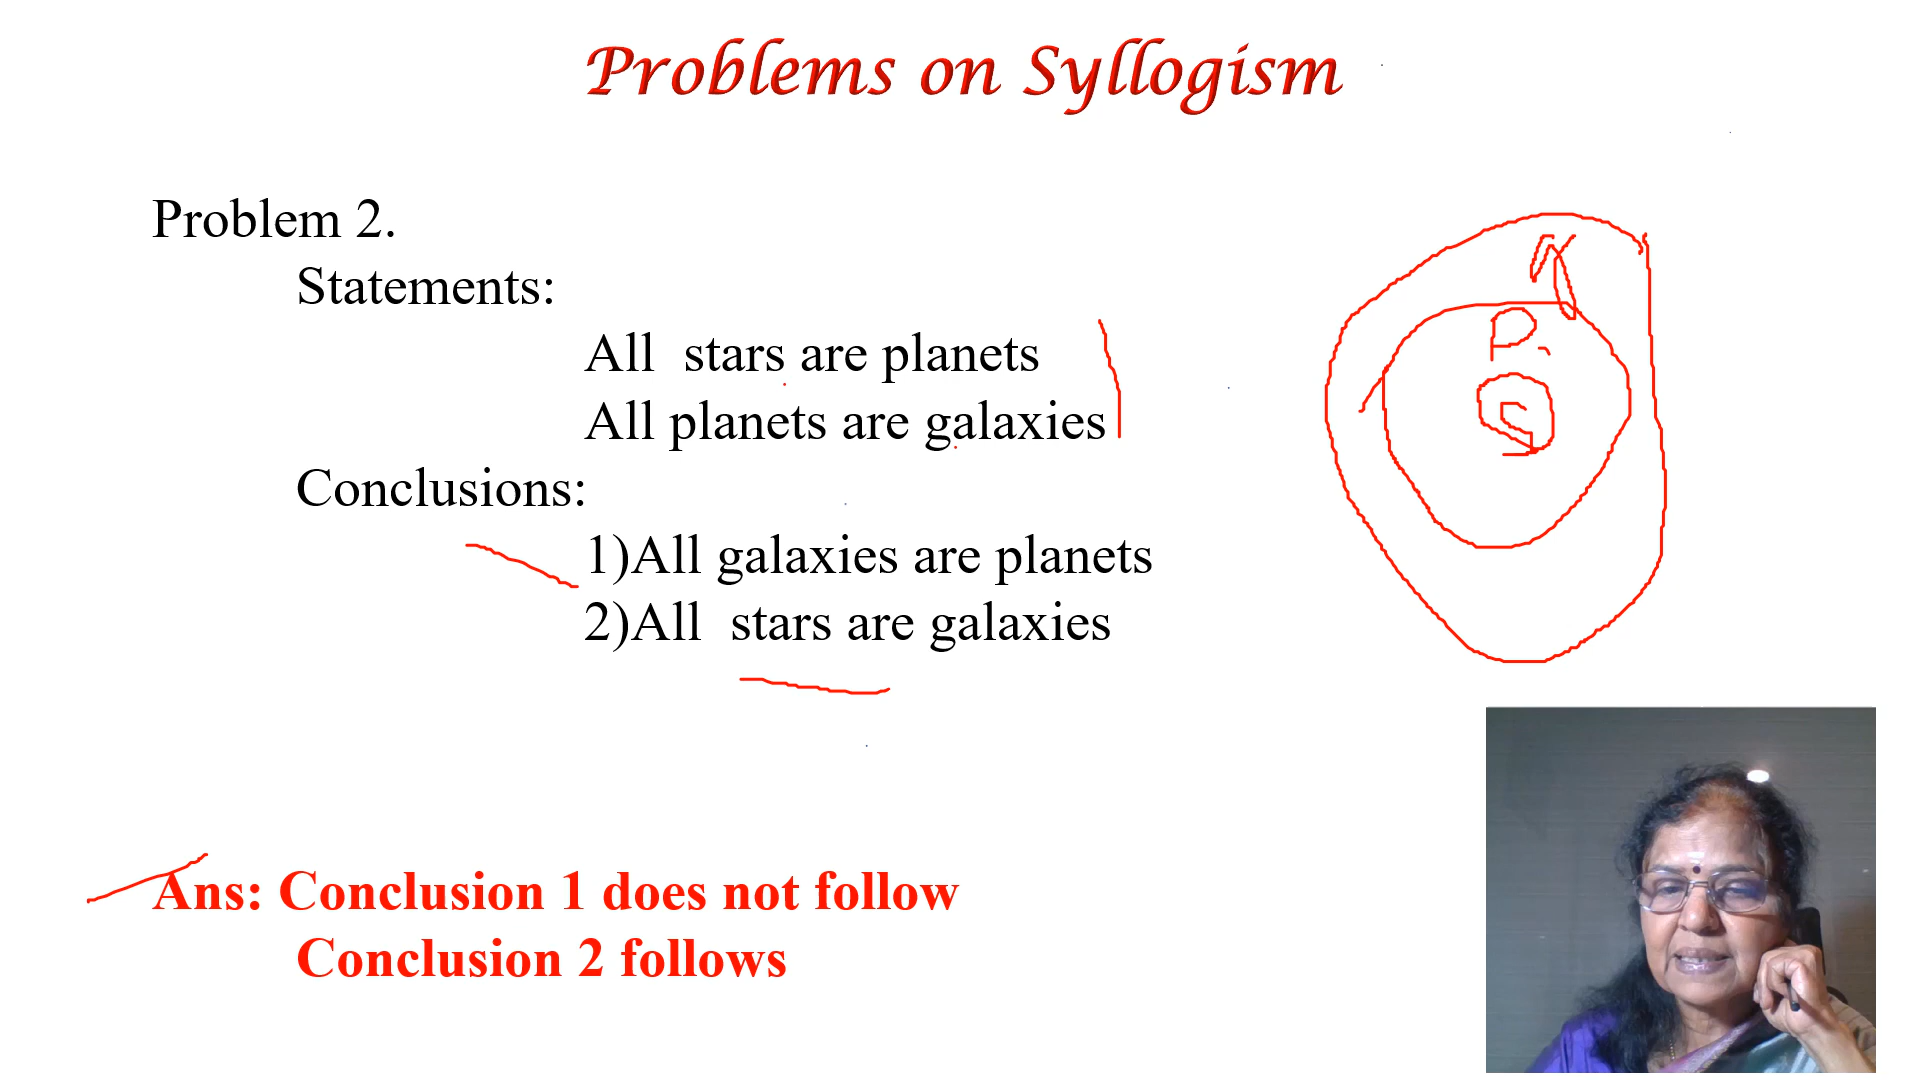 Problems on Syllogism
Problem 2.
Statements:
All stars are planets
All planets are galaxies
Conclusions:
1)All galaxies are planets
2)All stars are galaxies
P
S
Ans: Conclusion 1 does not follow
Conclusion 2 follows